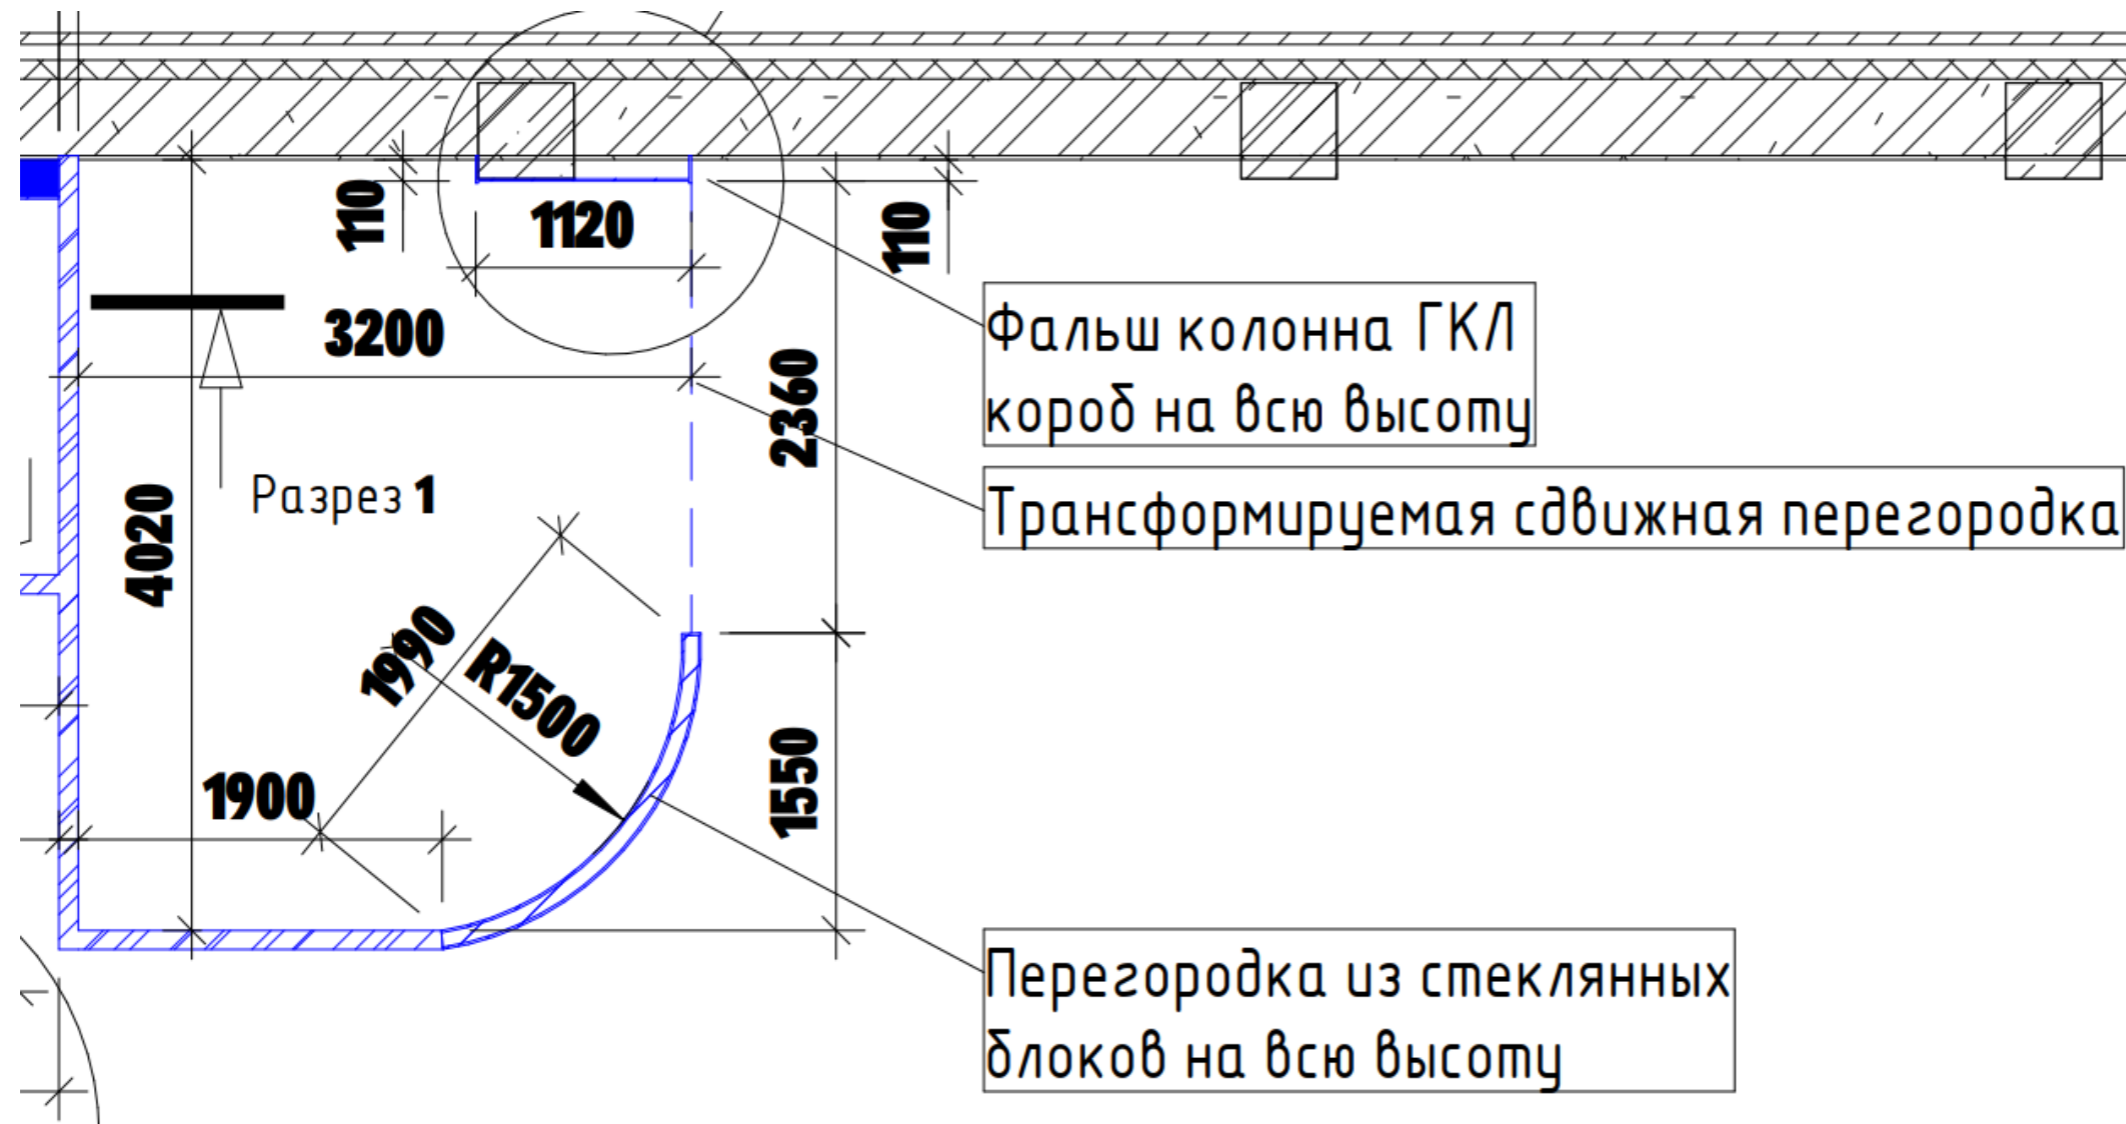 110
1120
110
3200
Фальш колонна ГКЛ
короб на всю высоту
2360
4020
Разрез 1
Трансформируемая сдвижная перегородка
1990
R1500
1900
1550
Перегородка из стеклянных
блоков на всю высоту